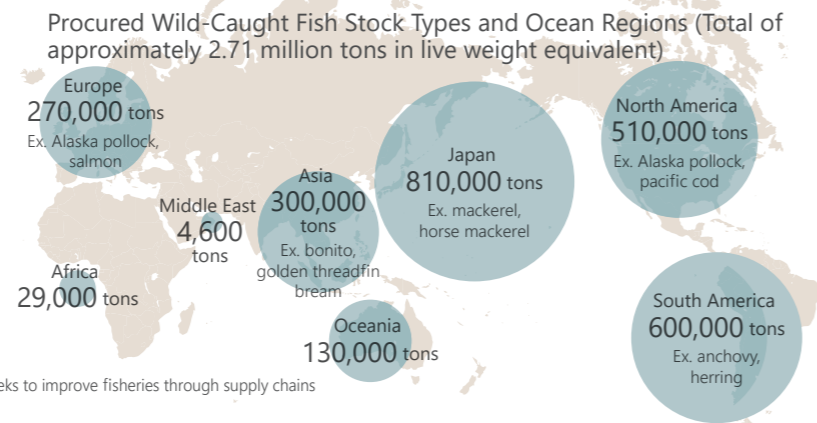 Procured Wild-Caught Fish Stock Types and Ocean Regions (Total of
approximately 2.71 million tons in live weight equivalent)
Europe
270,000 tons
Ex. Alaska pollock,
salmon
Middle East
4,600
tons
Africa
29,000 tons
Asia
300,000
tons
Ex. bonito,
golden threadfin
bream
Japan
810,000 tons
Ex. mackerel,
horse mackerel
Oceania
130,000 tons
North America
510,000 tons
Ex. Alaska pollock,
pacific cod
South America
600,000 tons
Ex. anchovy,
herring
to improve fisheries through supply chains